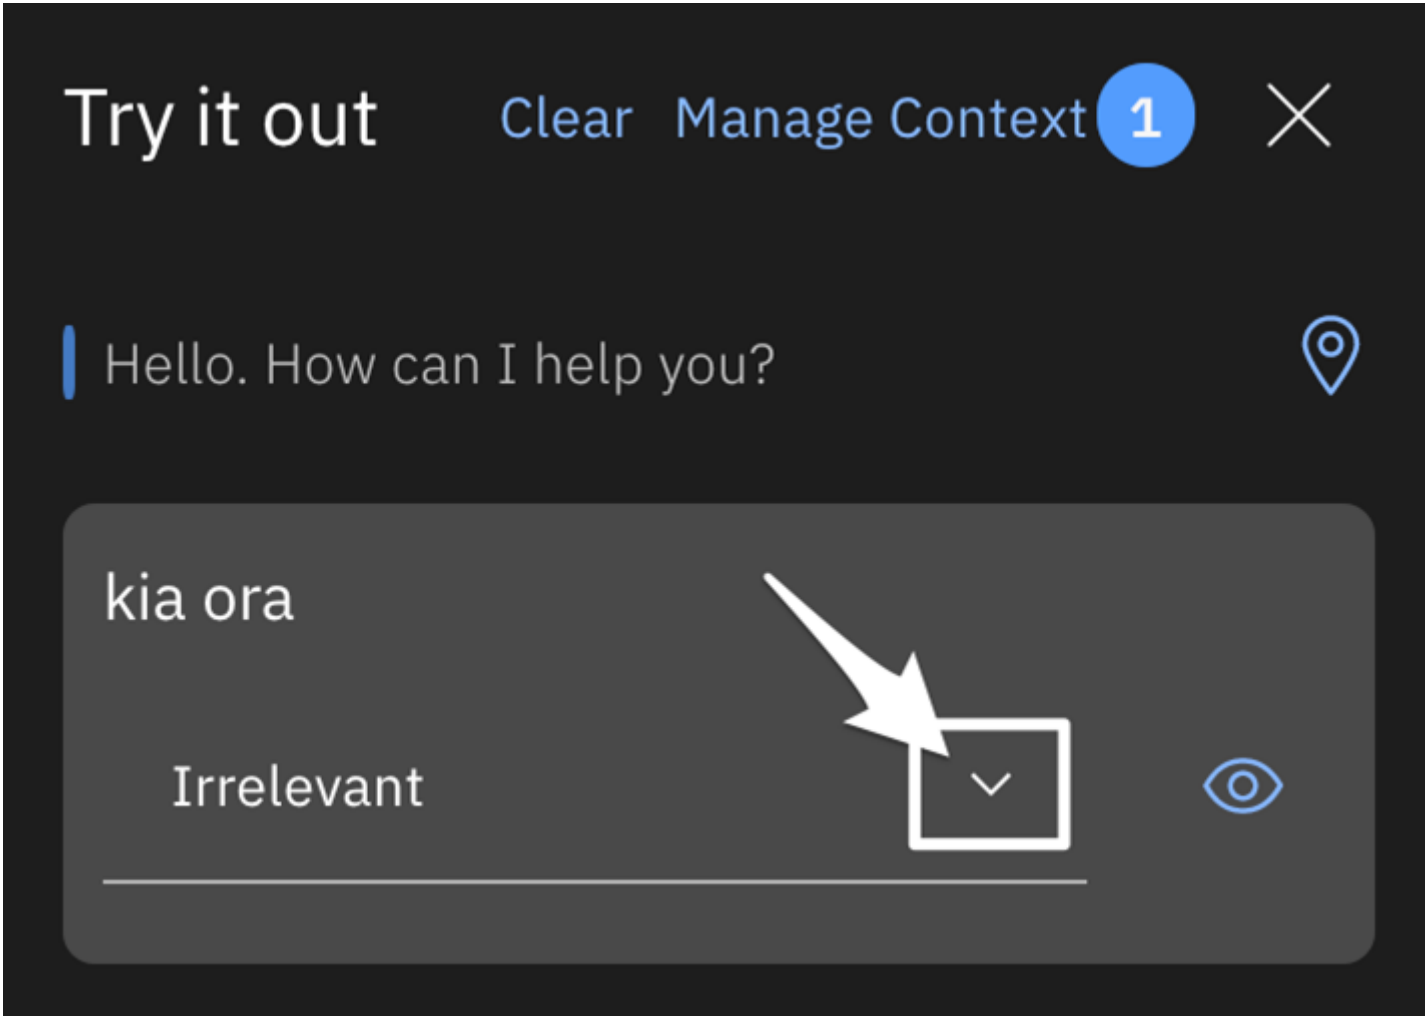 Try it out Clear Manage Context 1
Hello. How can I help you?
kia ora
Irrelevant